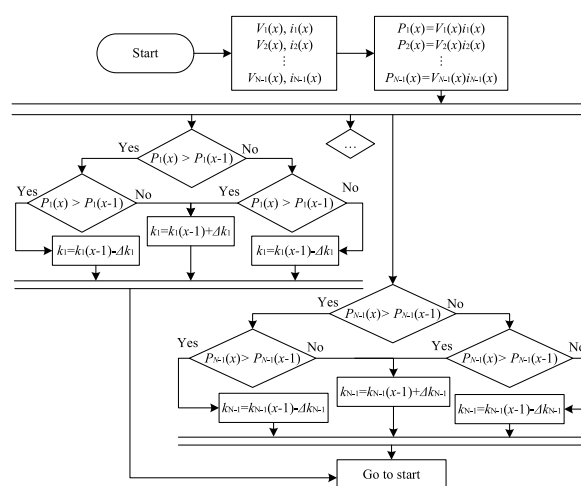 Start
V1(x), i1(x)
V2(x), i2(x)
⋮
VN-1(x), iN-1(x)
P1(x)=V1(x)i1(x)
P2(x)=V2(x)i2(x)
⋮
PN-1(x)=VN-1(x)iN-1(x)
Yes
P1(x) > P1(x-1)
No
...
Yes
P1(x) > P1(x-1)
No
Yes
P1(x) > P1(x-1)
No
k1=k1(x-1)+Δk1
k1=k1(x-1)-Δk1
k1=k1(x-1)-Δk1
Yes
PN-1(x)> PN-1(x-1)
No
Yes
PN-1(x)> PN-1(x-1)
No
Yes
PN-1(x)> PN-1(x-1)
No
kN-1=kN-1(x-1)+ΔkN-1
kN-1=kN-1(x-1)-ΔkN-1
kN-1=kN-1(x-1)-ΔkN-1
Go to start